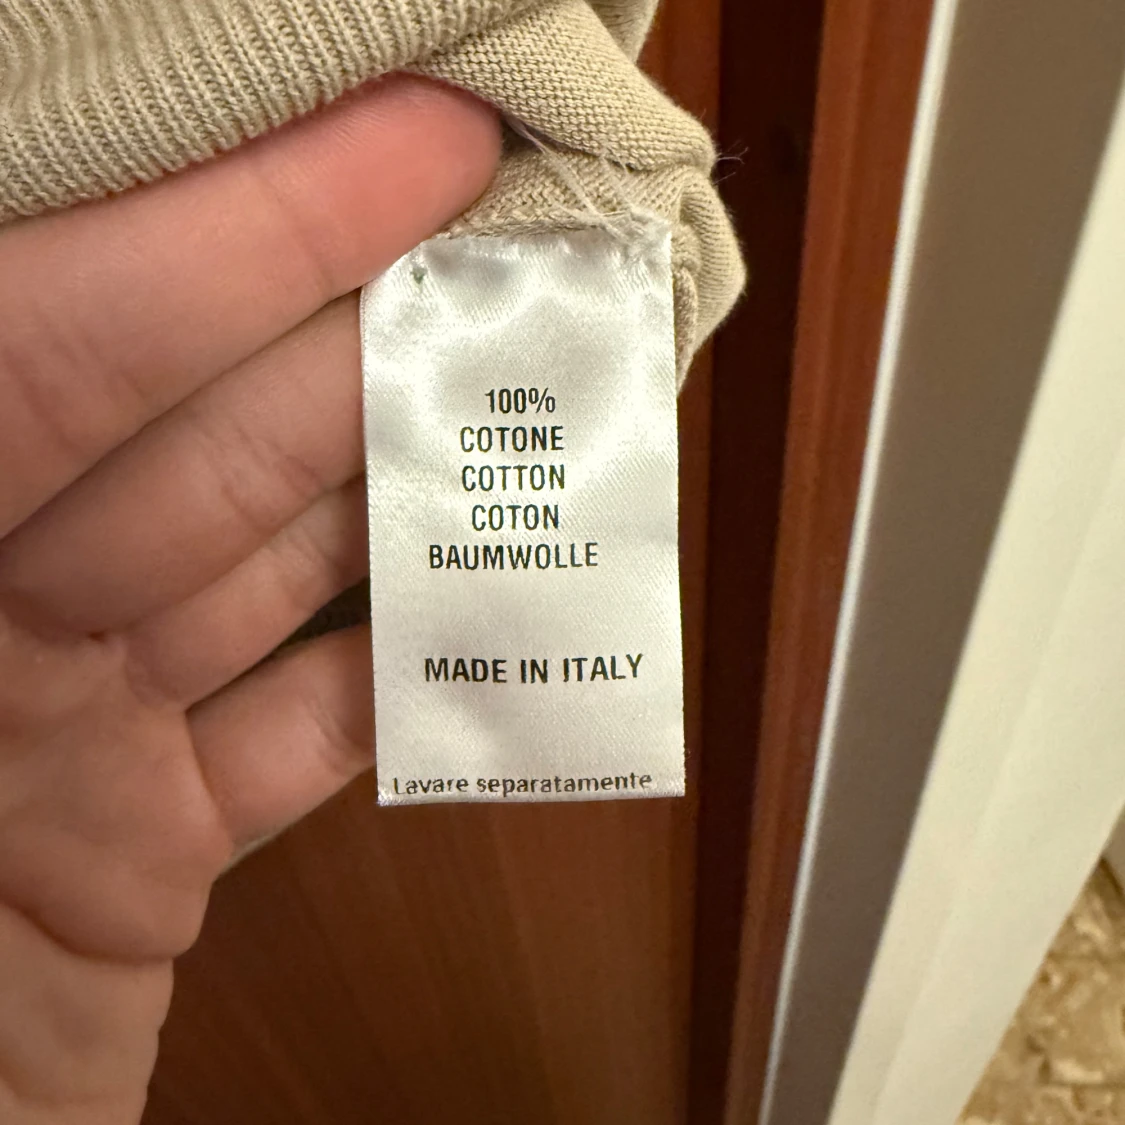 100%
COTONE
COTTON
COTON
BAUMWOLLE
MADE IN ITALY
Lavare separatamente